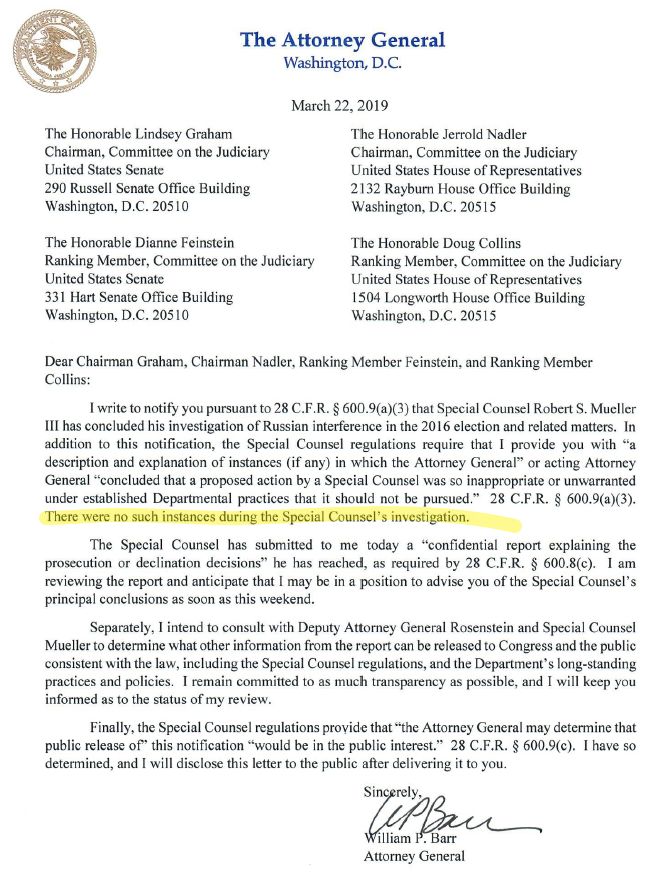 The Attorney General
Washington, D.C.
March 22, 2019
The Honorable Lindsey Graham
Chairman, Committee on the Judiciary
United States Senate
290 Russell Senate Office Building
Washington, D.C. 20510
The Honorable Jerrold Nadler
Chairman, Committee on the Judiciary
United States House of Representatives
2132 Rayburn House Office Building
Washington, D.C. 20515
The Honorable Dianne Feinstein
Ranking Member, Committee on the Judiciary
United States Senate
331 Hart Senate Office Building
Washington, D.C. 20510
The Honorable Doug Collins
Ranking Member, Committee on the Judiciary
United States House of Representatives
1504 Longworth House Office Building
Washington, D.C. 20515
Dear Chairman Graham, Chairman Nadler, Ranking Member Feinstein, and Ranking Member
Collins:
I write to notify you pursuant to 28 C.F.R. § 600.9(a)(3) that Special Counsel Robert S. Mueller
III has concluded his investigation of Russian interference in the 2016 election and related matters. In
addition to this notification, the Special Counsel regulations require that I provide you with “a
description and explanation of instances (if any) in which the Attorney General” or acting Attorney
General “concluded that a proposed action by a Special Counsel was so inappropriate or unwarranted
under established Departmental practices that it should not be pursued.” 28 C.F.R. § 600.9(a)(3).
There were no such instances during the Special Counsel’s investigation.
The Special Counsel has submitted to me today a “confidential report explaining the
prosecution or declination decisions” he has reached, as required by 28 C.F.R. § 600.8(c). I am
reviewing the report and anticipate that I may be in a position to advise you of the Special Counsel’s
principal conclusions as soon as this weekend.
Separately, I intend to consult with Deputy Attorney General Rosenstein and Special Counsel
Mueller to determine what other information from the report can be released to Congress and the public
consistent with the law, including the Special Counsel regulations, and the Department’s long-standing
practices and policies. I remain committed to as much transparency as possible, and I will keep you
informed as to the status of my review.
Finally, the Special Counsel regulations provide that “the Attorney General may determine that
public release of” this notification “would be in the public interest.” 28 C.F.R. § 600.9(c). I have so
determined, and I will disclose this letter to the public after delivering it to you.
Sincerely,
WPBarr
William P. Barr
Attorney General